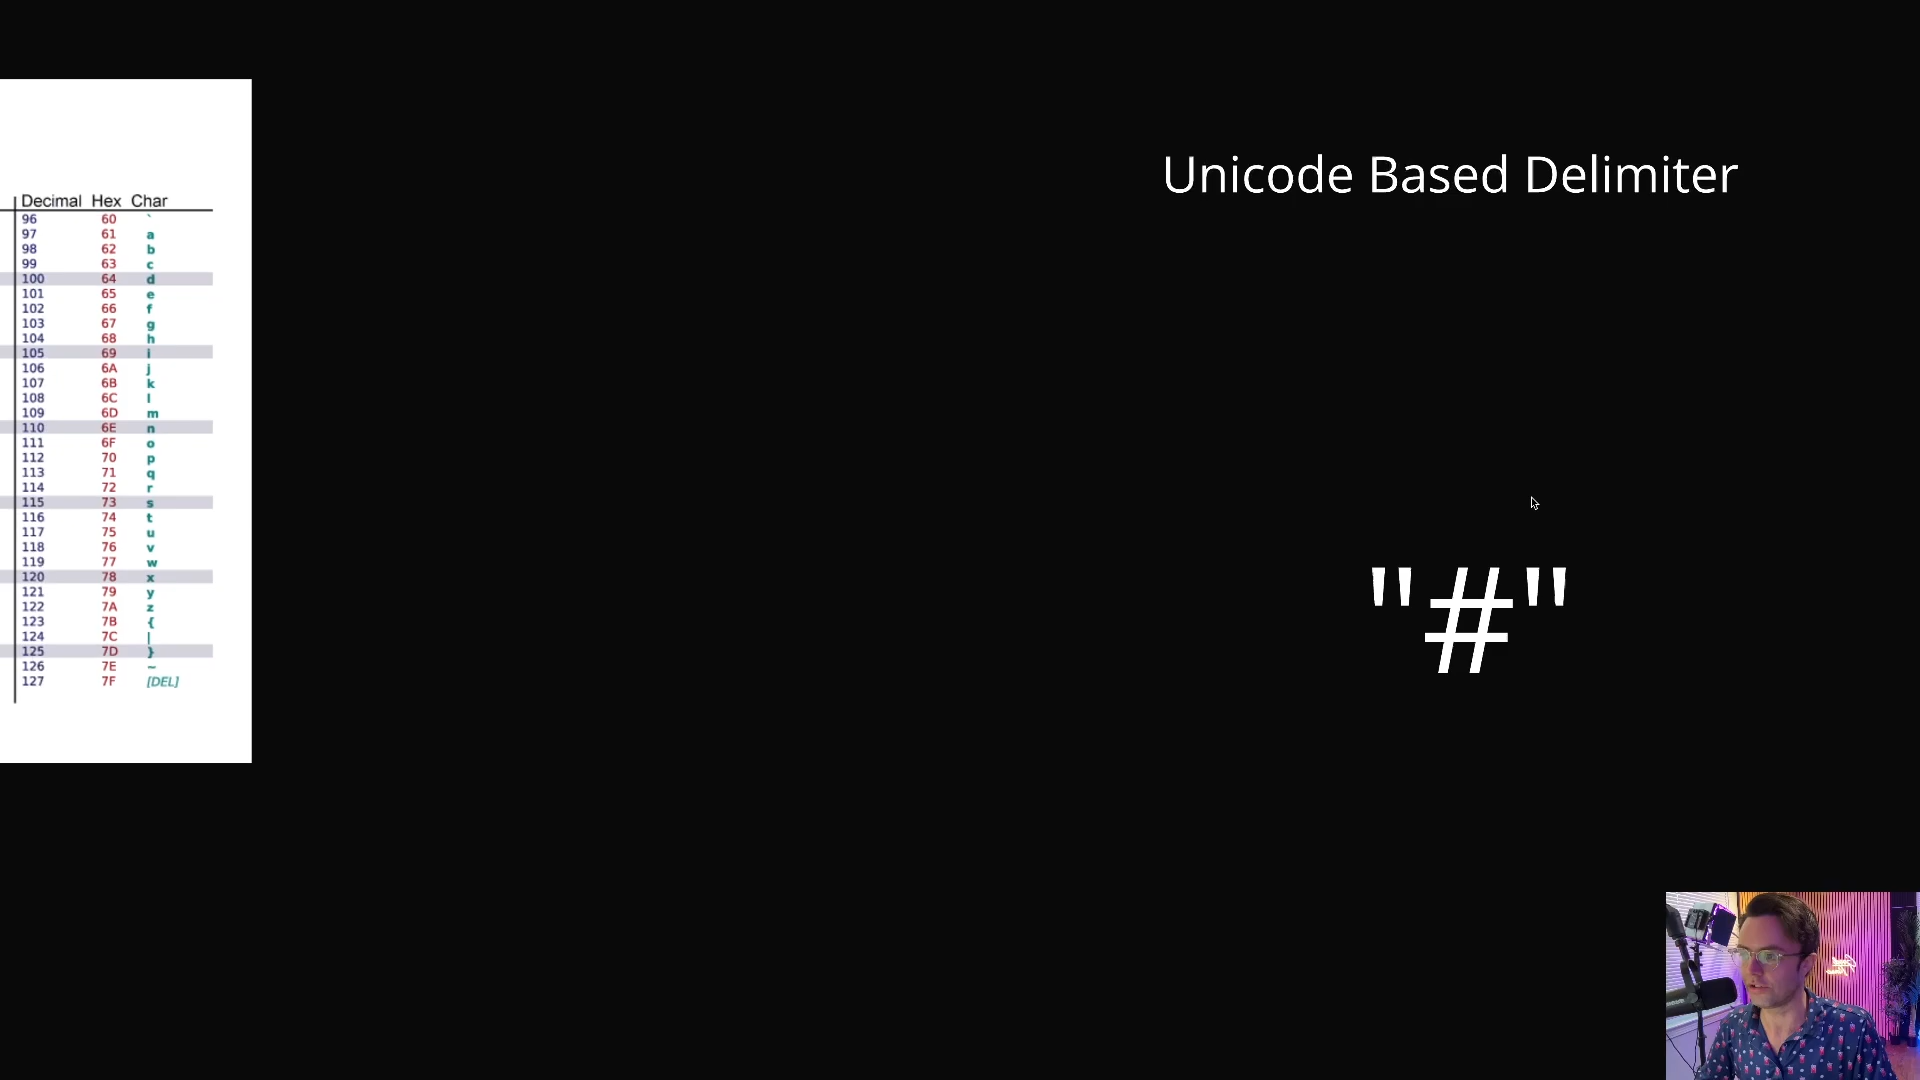 Decimal Hex Char
96 60 `
97 61 a
98 62 b
99 63 c
100 64 d
101 65 e
102 66 f
103 67 g
104 68 h
105 69 i
106 6A j
107 6B k
108 6C l
109 6D m
110 6E n
111 6F o
112 70 p
113 71 q
114 72 r
115 73 s
116 74 t
117 75 u
118 76 v
119 77 w
120 78 x
121 79 y
122 7A z
123 7B {
124 7C |
125 7D }
126 7E ~
127 7F [DEL]
Unicode Based Delimiter
"#"